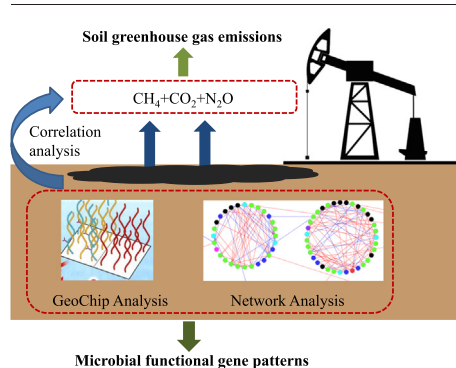 Soil greenhouse gas emissions
CH₄+CO₂+N₂O
Correlation
analysis
GeoChip Analysis
Network Analysis
Microbial functional gene patterns